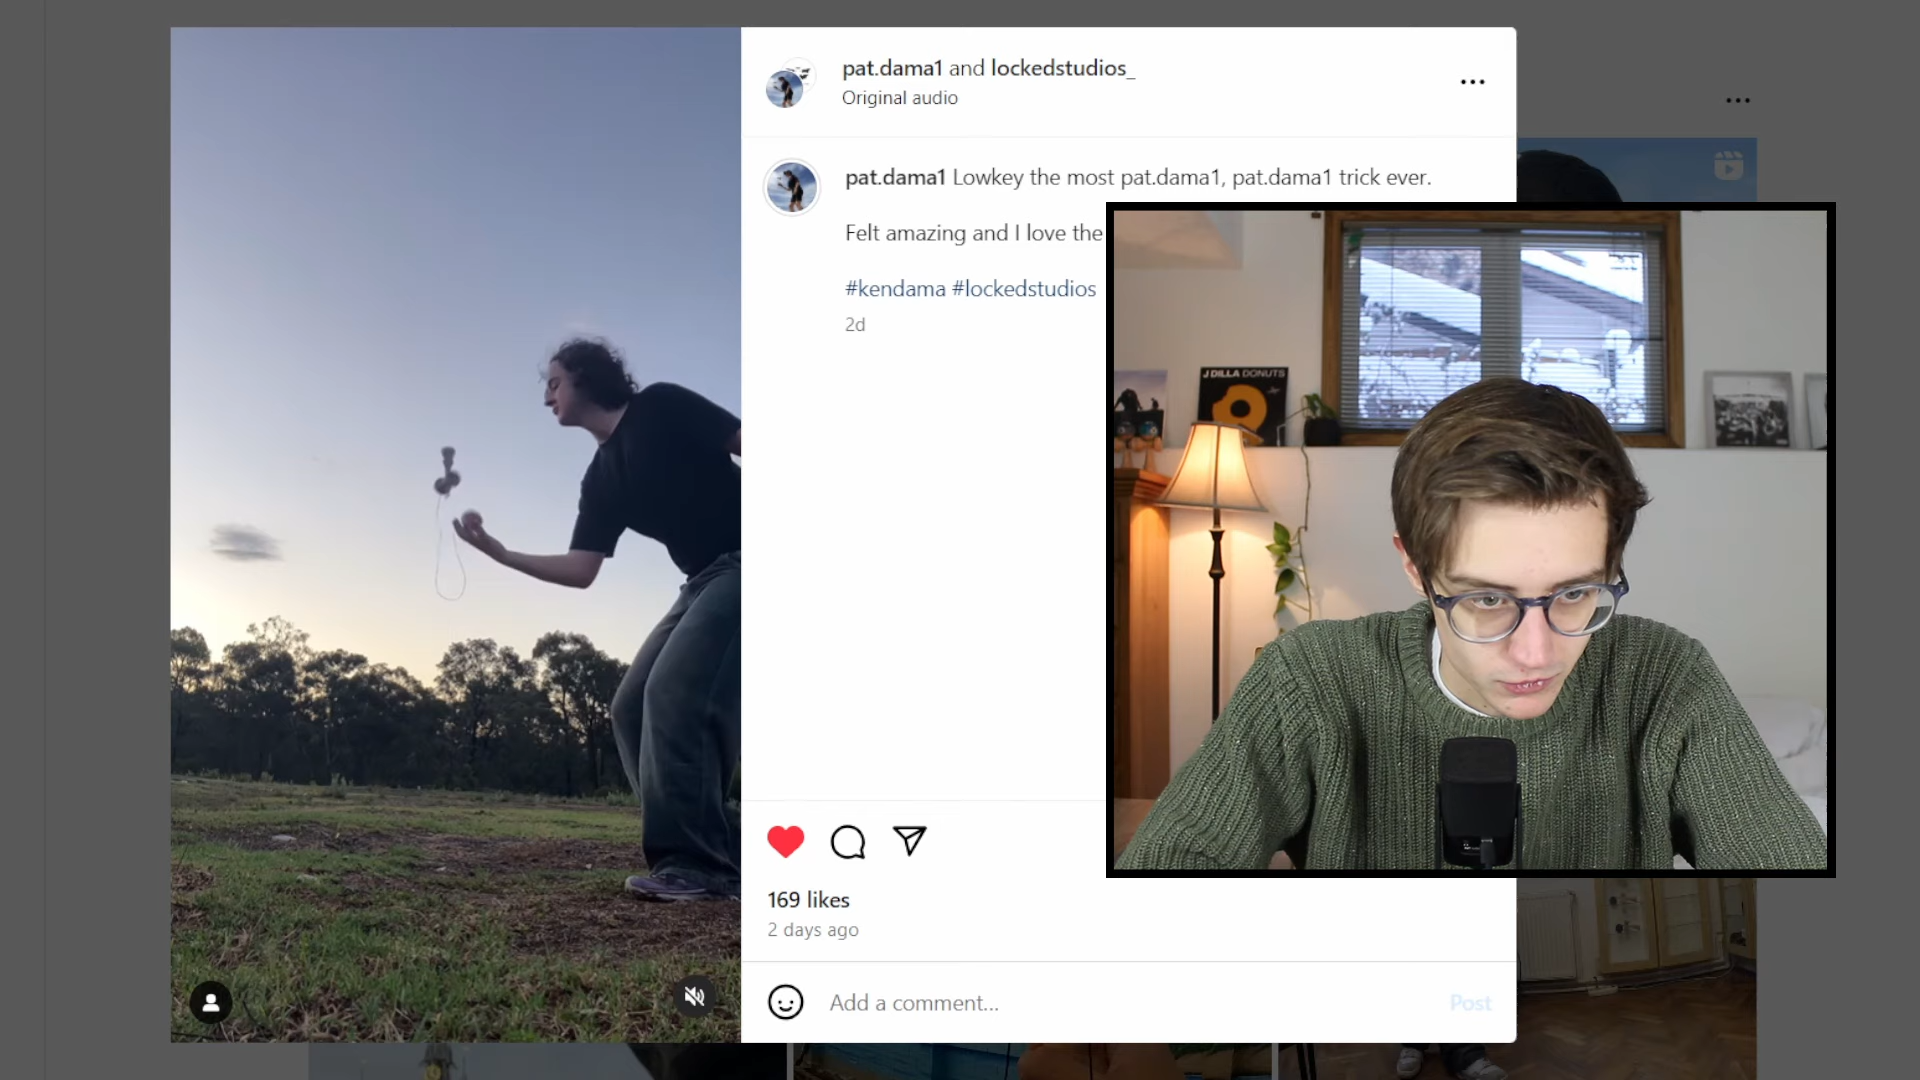 pat.dama1 and lockedstudios_
Original audio
pat.dama1 Lowkey the most pat.dama1, pat.dama1 trick ever.
Felt amazing and I love the
#kendama #lockedstudios
2d
J DILLA DONUTS
169 likes
2 days ago
Add a comment...
Post